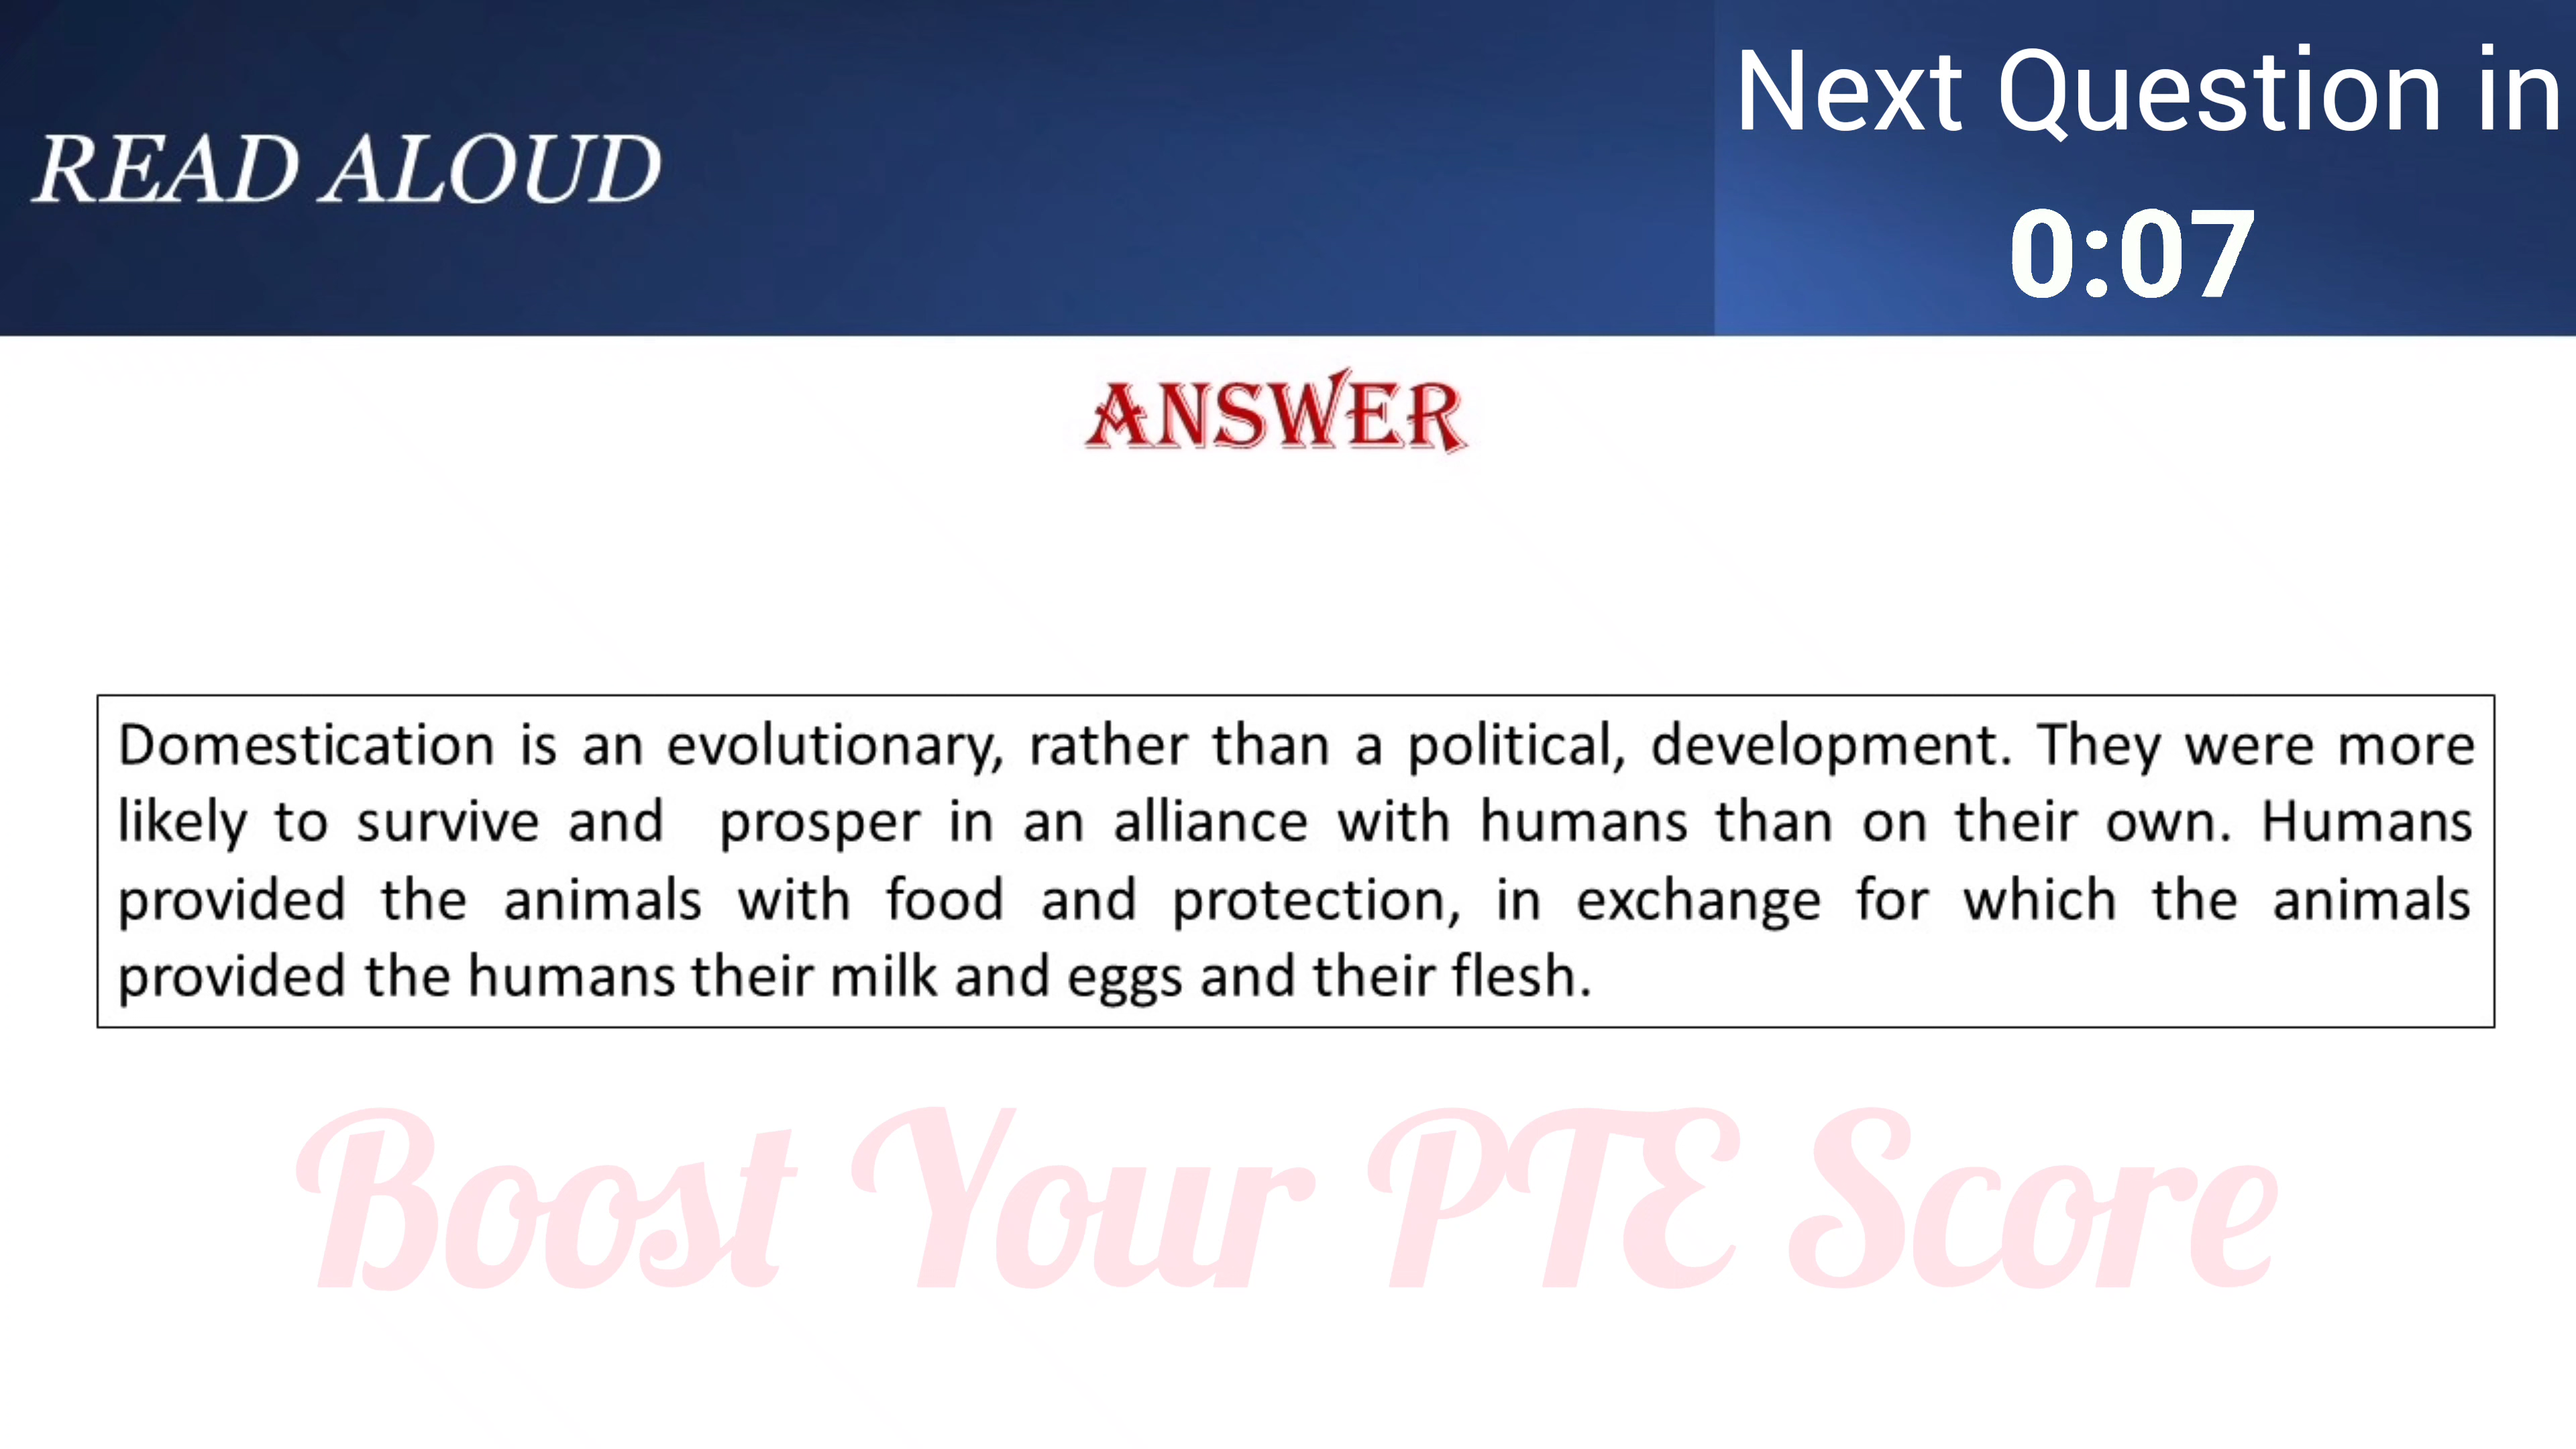 READ ALOUD
Next Question in
0:07
ANSWER
Domestication is an evolutionary, rather than a political, development. They were more
likely to survive and prosper in an alliance with humans than on their own. Humans
provided the animals with food and protection, in exchange for which the animals
provided the humans their milk and eggs and their flesh.
Boost Your PTE Score